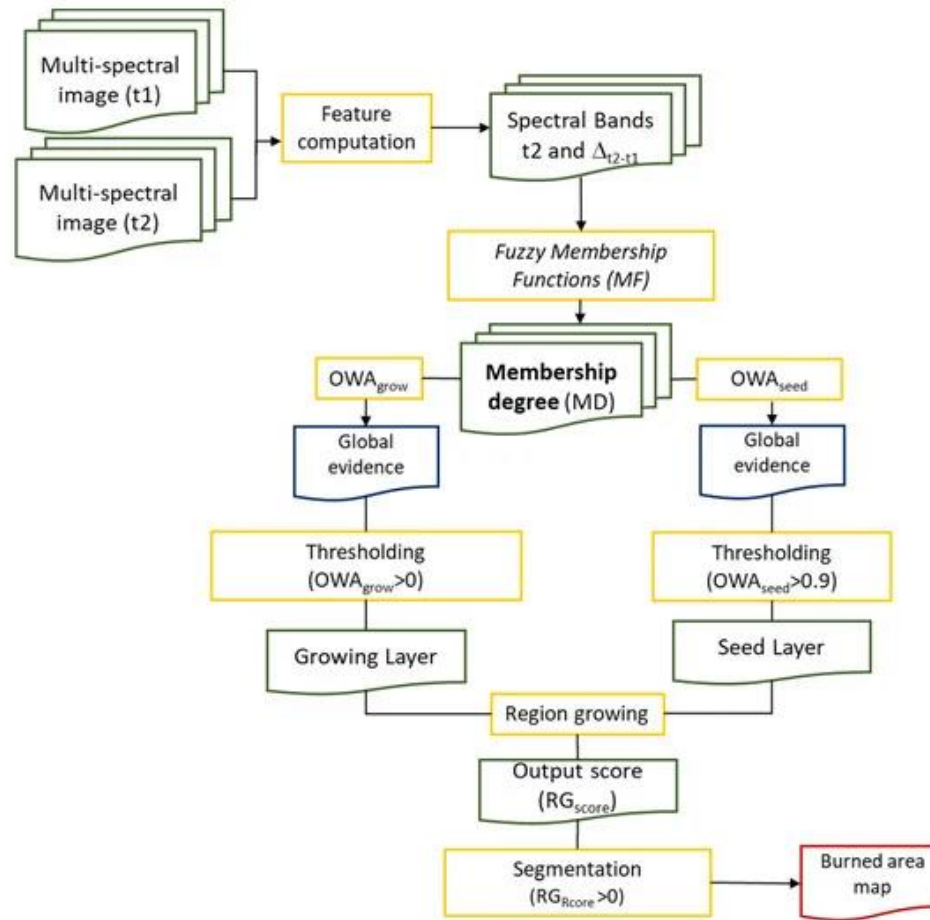 Multi-spectral
image (t1)
Multi-spectral
image (t2)
Feature
computation
Spectral Bands
t2 and Δt2-t1
Fuzzy Membership
Functions (MF)
Membership
degree (MD)
OWAgrow
OWAseed
Global
evidence
Global
evidence
Thresholding
(OWAgrow>0)
Thresholding
(OWAseed>0.9)
Growing Layer
Seed Layer
Region growing
Output score
(RGscore)
Segmentation
(RGRcore>0)
Burned area
map